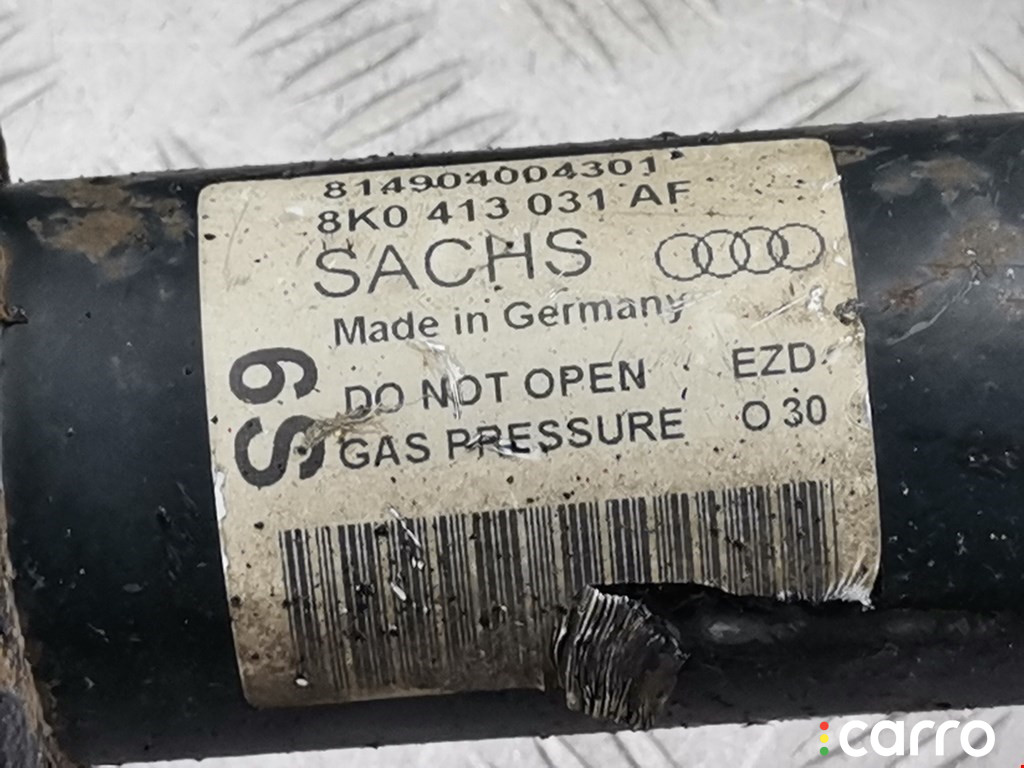 814904004301
8K0 413 031 AF
SACHS
Made in Germany
DO NOT OPEN EZD
GAS PRESSURE O 30
S9
carro